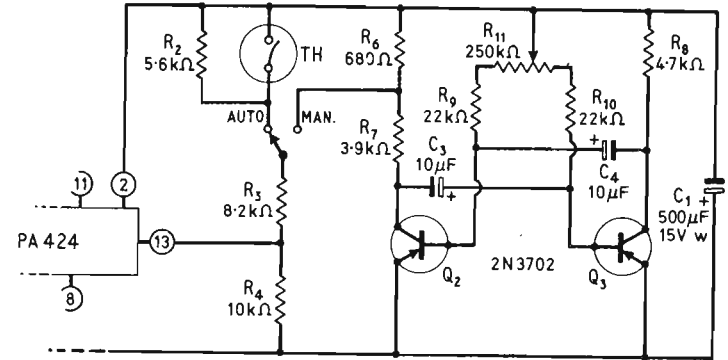 R2
5.6kΩ
TH
R6
680Ω
R11
250kΩ
R8
4.7kΩ
AUTO
MAN.
R9
22kΩ
R10
22kΩ
R7
3.9kΩ
C3
10µF
+
+
C4
10µF
C1 +
500µF
15V w
11
2
R3
8.2kΩ
PA 424
13
Q2
2N3702
Q3
8
R4
10kΩ